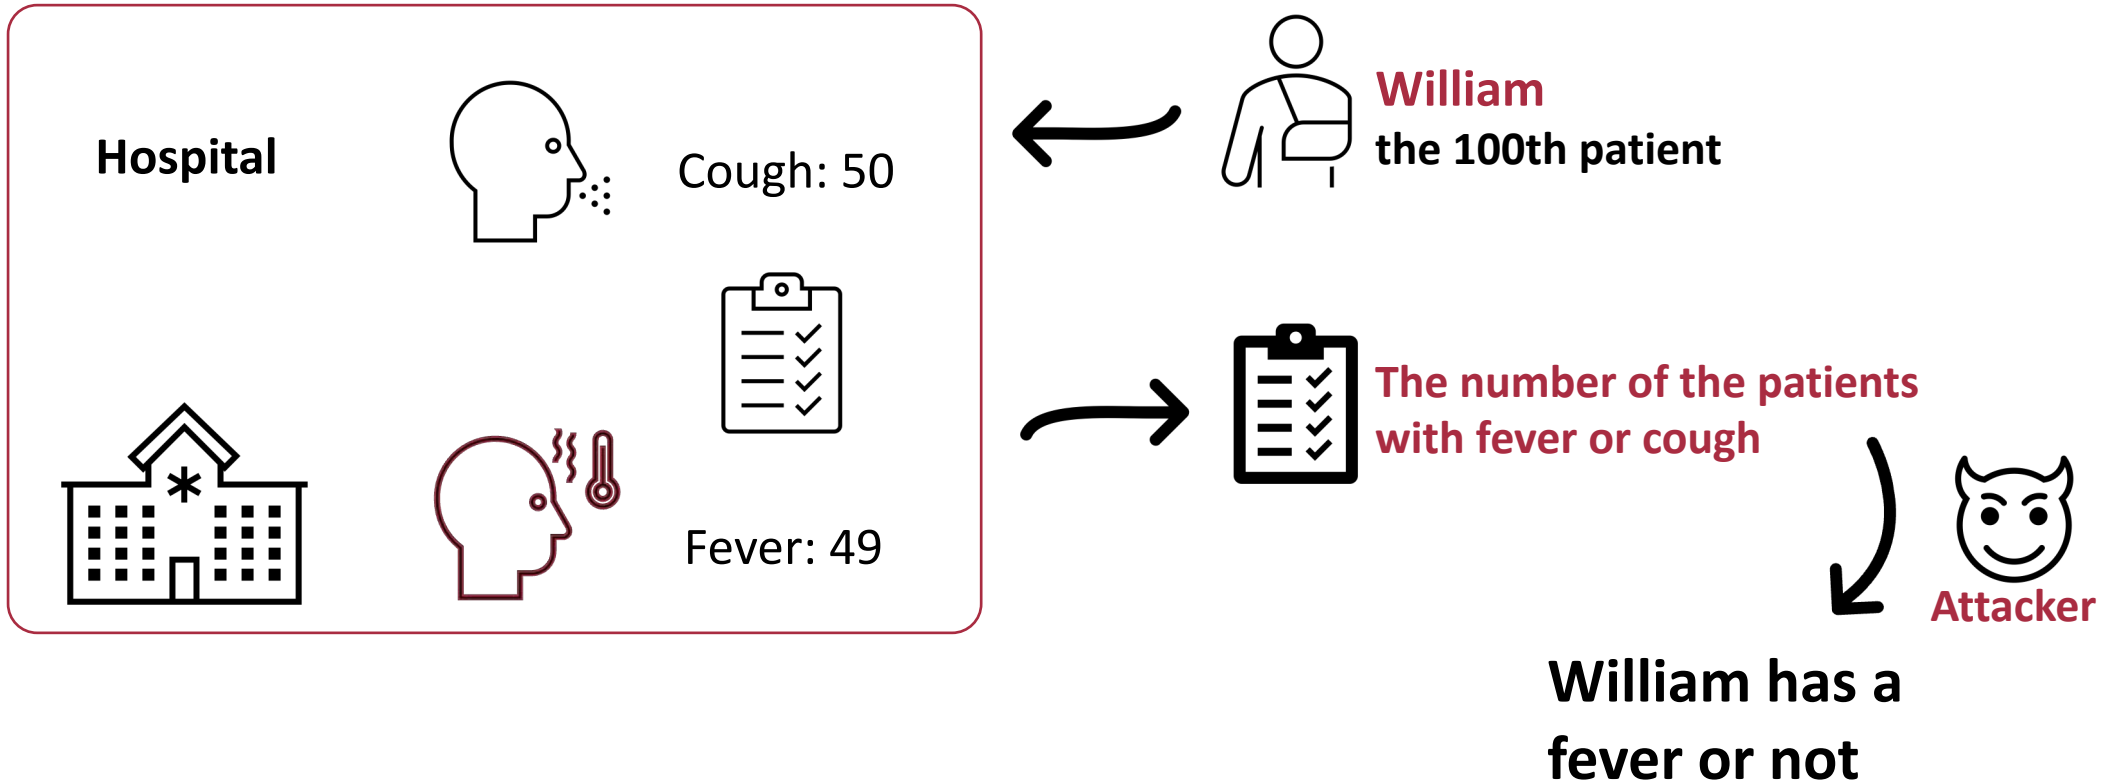 Hospital
Cough: 50
Fever: 49
William
the 100th patient
The number of the patients
with fever or cough
Attacker
William has a
fever or not